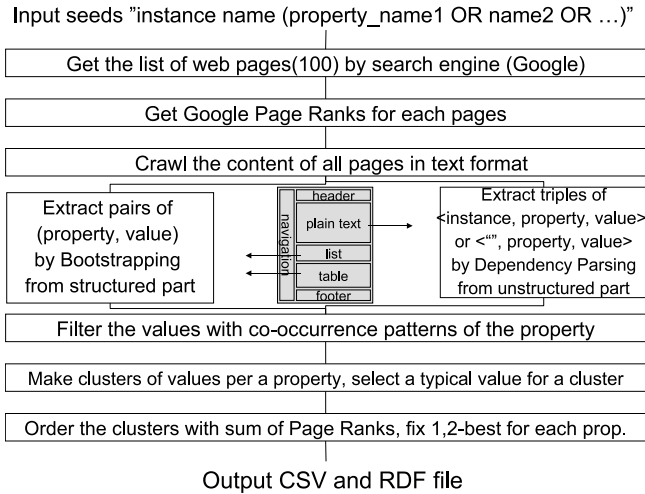 Input seeds ”instance name (property_name1 OR name2 OR …)”
Get the list of web pages(100) by search engine (Google)
Get Google Page Ranks for each pages
Crawl the content of all pages in text format
Extract pairs of
(property, value)
by Bootstrapping
from structured part
navigation
header
plain text
list
table
footer
Extract triples of
<instance, property, value>
or <“”, property, value>
by Dependency Parsing
from unstructured part
Filter the values with co-occurrence patterns of the property
Make clusters of values per a property, select a typical value for a cluster
Order the clusters with sum of Page Ranks, fix 1,2-best for each prop.
Output CSV and RDF file